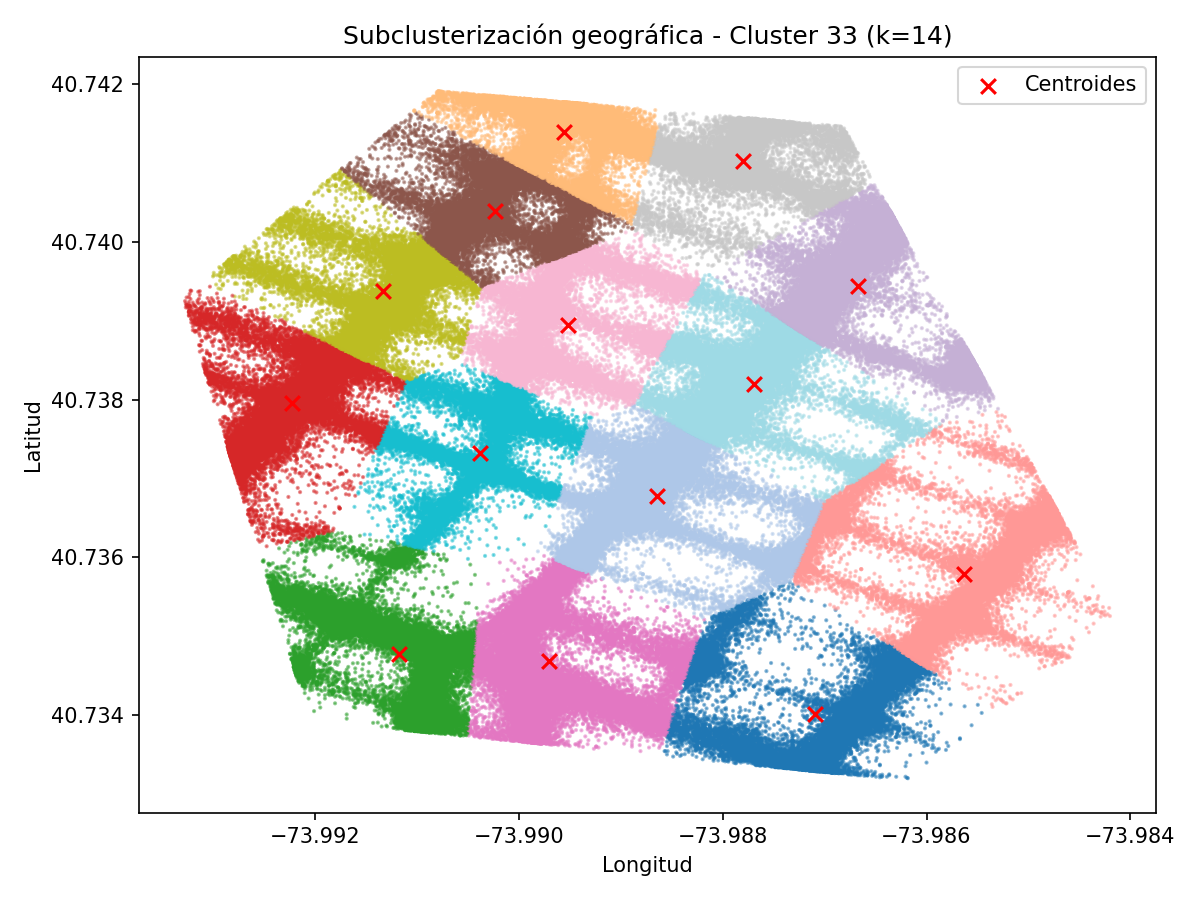 Subclusterización geográfica - Cluster 33 (k=14)
Centroides
40.742
40.740
40.738
40.736
40.734
Latitud
−73.992
−73.990
−73.988
−73.986
−73.984
Longitud